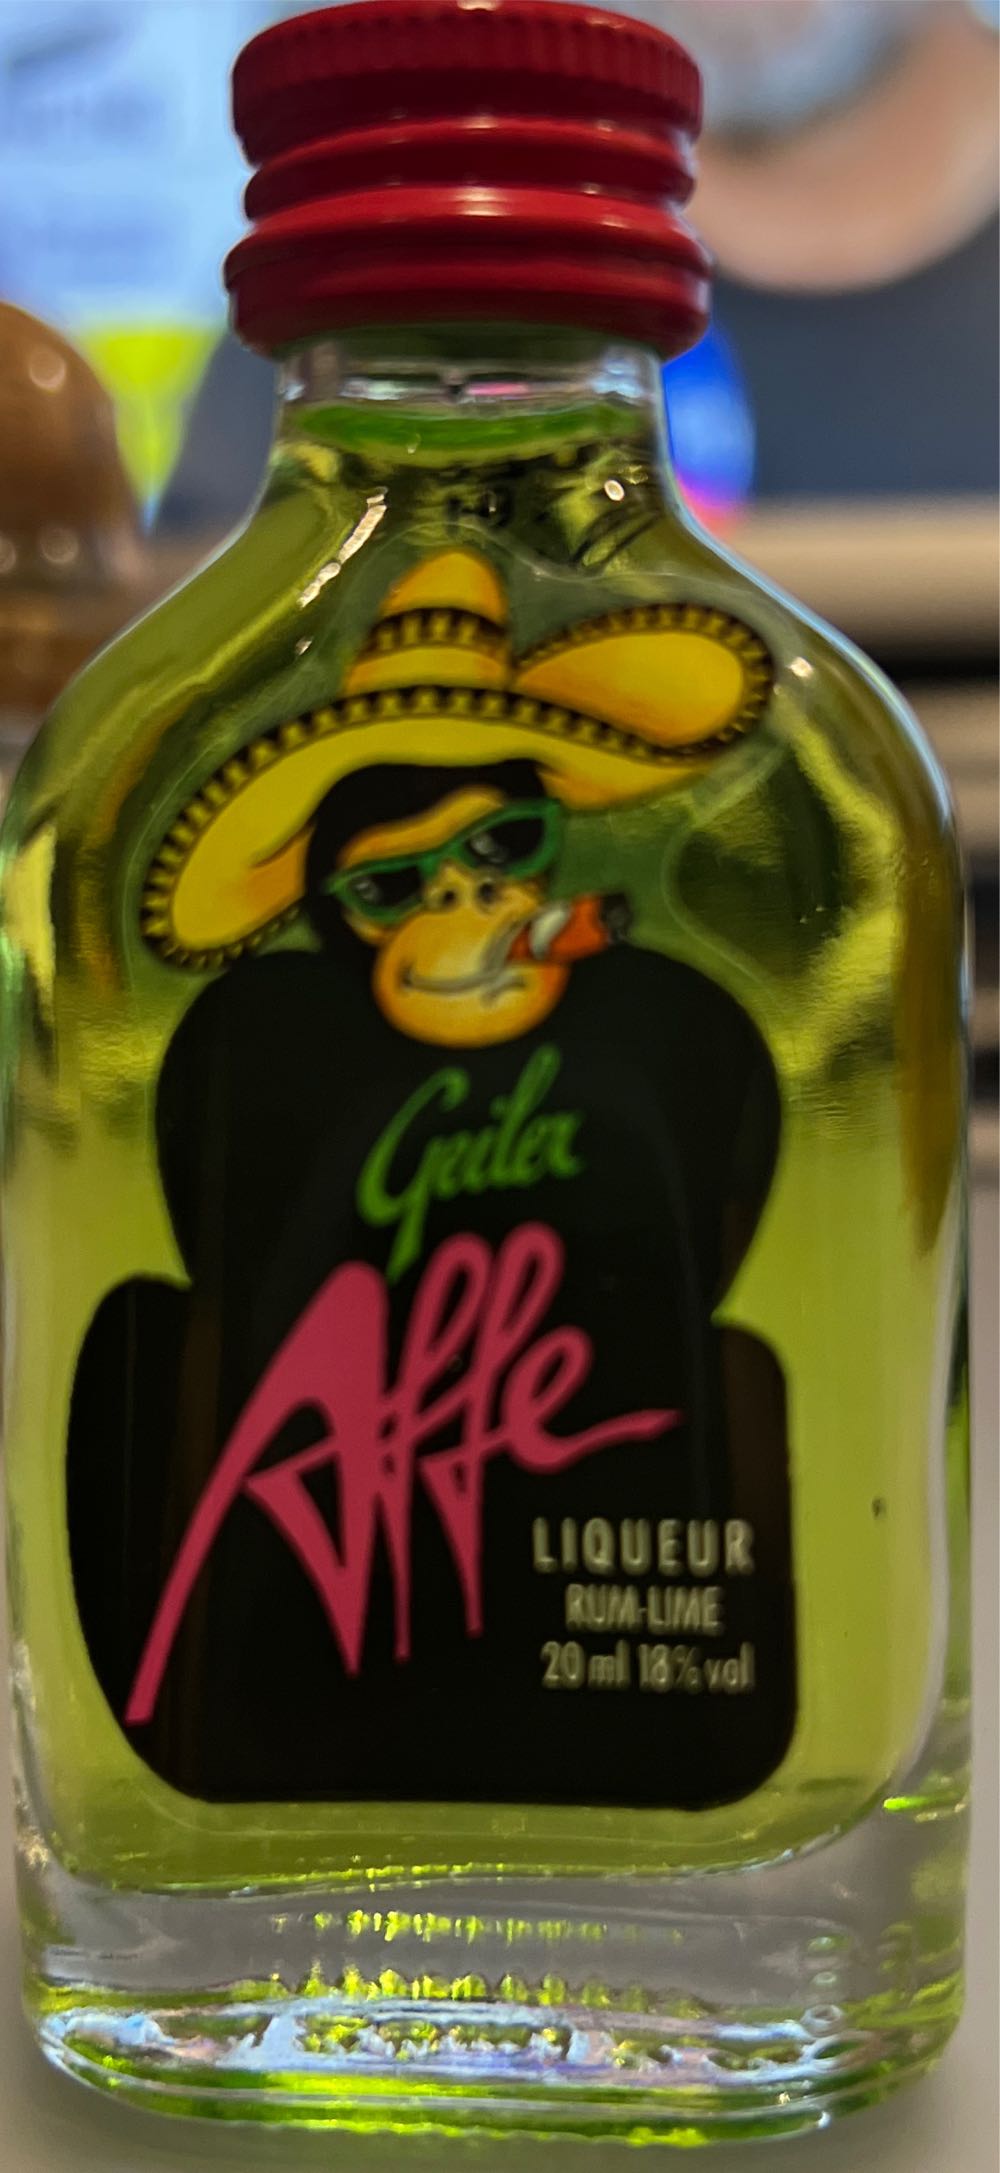 Geiler
Affe
LIQUEUR
RUM-LIME
20 ml 18% vol